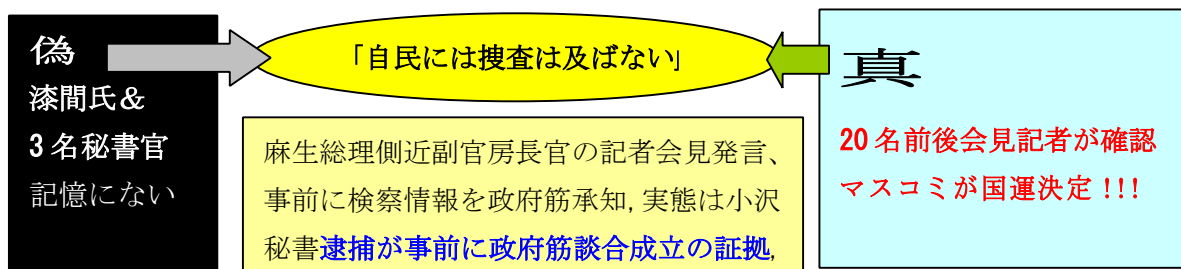 偽
漆間氏&
3名秘書官
記憶にない
「自民には捜査は及ばない」
麻生総理側近副官房長官の記者会見発言、
事前に検察情報を政府筋承知, 実態は小沢
秘書逮捕が事前に政府筋談合成立の証拠,
真
20名前後会見記者が確認
マスコミが国運決定!!!